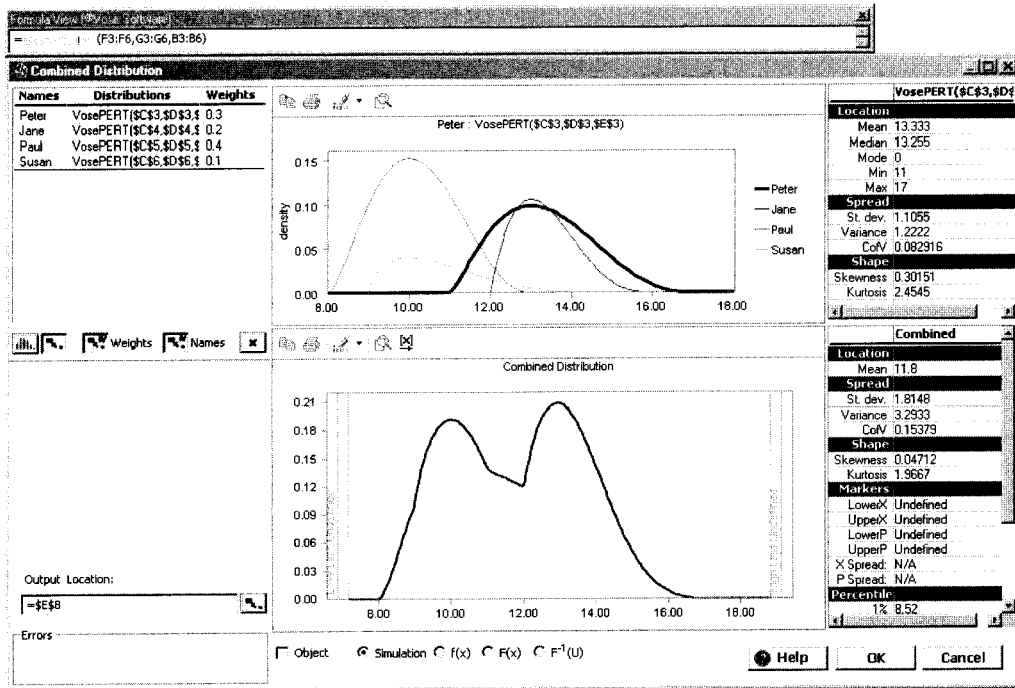 Formula View [®Vose Software]
(F3:F6,G3:G6,B3:B6)
Combined Distribution
Names Distributions Weights
Peter VosePERT($C$3,$D$3,$ 0.3
Jane VosePERT($C$4,$D$4,$ 0.2
Paul VosePERT($C$5,$D$5,$ 0.4
Susan VosePERT($C$6,$D$6,$ 0.1
Peter : VosePERT($C$3,$D$3,$E$3)
density
0.15
0.10
0.05
0.00
8.00 10.00 12.00 14.00 16.00 18.00
Peter
Jane
Paul
Susan
VosePERT($C$3,$D$
Location
Mean 13.333
Median 13.255
Mode 0
Min 11
Max 17
Spread
St. dev. 1.1055
Variance 1.2222
CofV 0.082916
Shape
Skewness 0.30151
Kurtosis 2.4545
Weights Names
Combined Distribution
0.21
0.18
0.15
0.12
0.09
0.06
0.03
0.00
8.00 10.00 12.00 14.00 16.00 18.00
Combined
Location
Mean 11.8
Spread
St. dev. 1.8148
Variance 3.2933
CofV 0.15379
Shape
Skewness 0.04712
Kurtosis 1.9667
Markers
LowerX Undefined
UpperX Undefined
LowerP Undefined
UpperP Undefined
X Spread: N/A
P Spread: N/A
Percentile
1% 8.52
Output Location:
=$E$8
Errors
Object Simulation f(x) F(x) F⁻¹(U)
Help OK Cancel